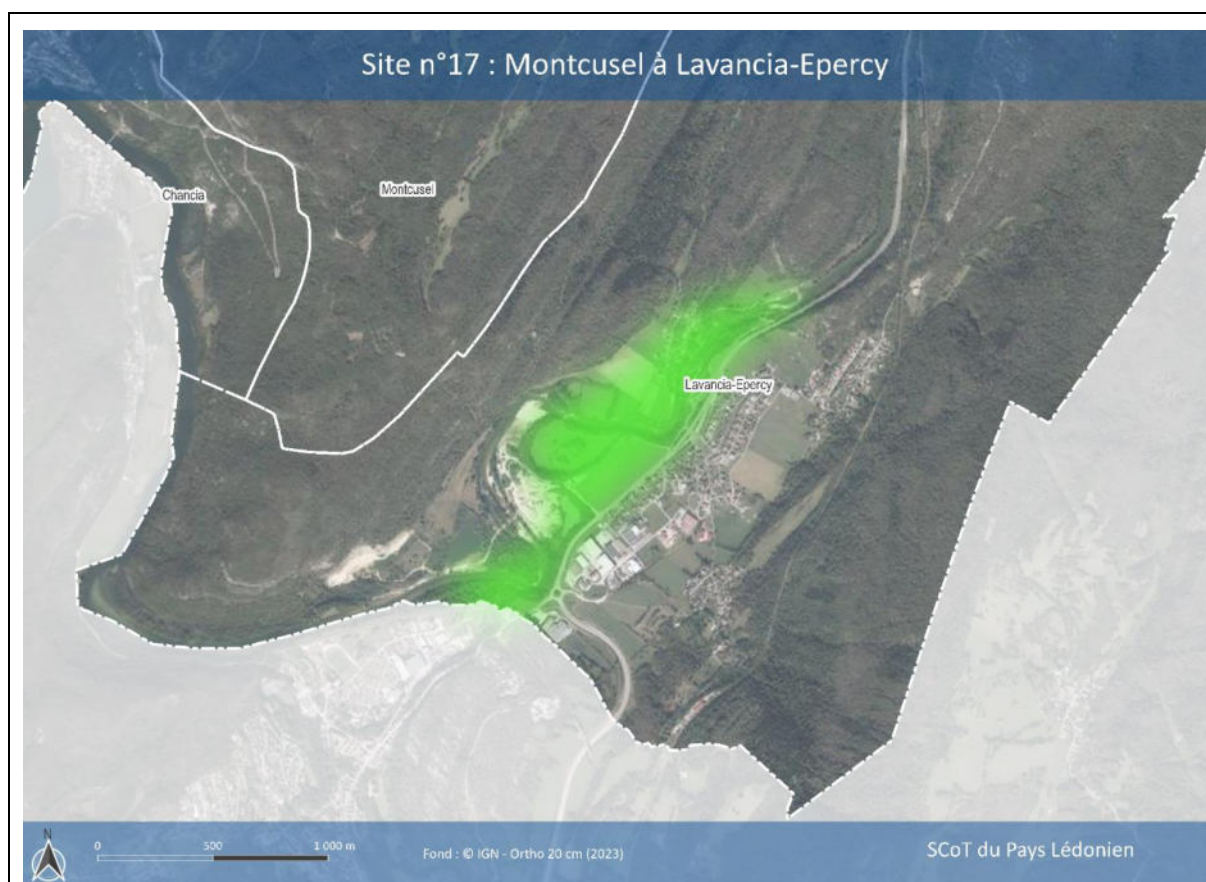 Site n°17 : Montcusel à Lavancia-Epercy
Chancia
Montcusel
Lavancia-Epercy
N
0 500 1 000 m
Fond : © IGN - Ortho 20 cm (2023)
SCoT du Pays Lédonien